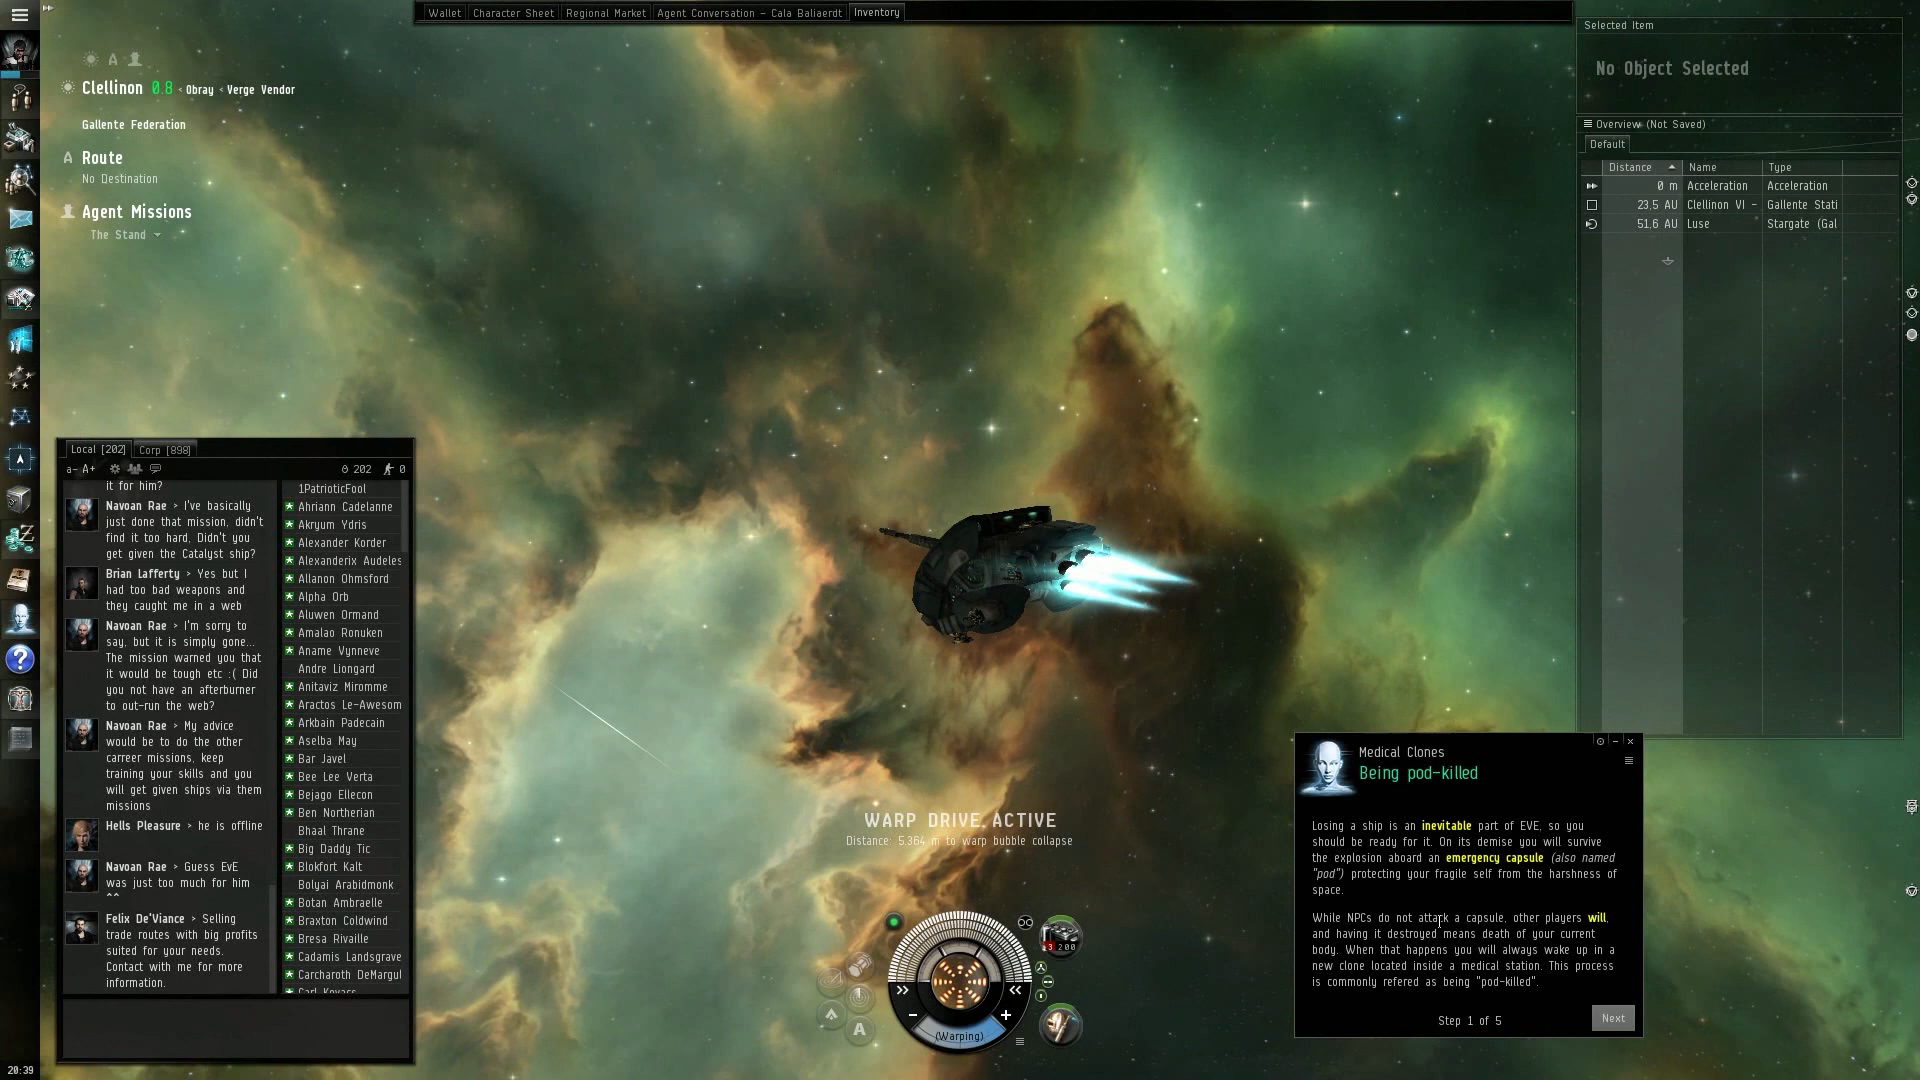 Wallet
Character Sheet
Regional Market
Agent Conversation - Cala Baliaerdt
Inventory
Selected Item
No Object Selected
Clellinon 0.8 < Obray < Verge Vendor
Gallente Federation
A Route
No Destination
Agent Missions
The Stand
Overview (Not Saved)
Default
Distance Name Type
0 m Acceleration Acceleration
23,5 AU Clellinon VI - Gallente Stati
51,6 AU Luse Stargate (Gal
Local [202] Corp [898]
a- A+ 202 0
it for him?
Navoan Rae > I've basically
just done that mission, didn't
find it too hard, Didn't you
get given the Catalyst ship?
Brian Lafferty > Yes but I
had too bad weapons and
they caught me in a web
Navoan Rae > I'm sorry to
say, but it is simply gone...
The mission warned you that
it would be tough etc :( Did
you not have an afterburner
to out-run the web?
Navoan Rae > My advice
would be to do the other
carreer missions, keep
training your skills and you
will get given ships via them
missions
Hells Pleasure > he is offline
Navoan Rae > Guess EvE
was just too much for him
^^
Felix De'Viance > Selling
trade routes with big profits
suited for your needs.
Contact with me for more
information.
1PatrioticFool
Ahriann Cadelanne
Akryum Ydris
Alexander Korder
Alexanderix Audeles
Allanon Ohmsford
Alpha Orb
Aluwen Ormand
Amalao Ronuken
Aname Vynneve
Andre Liongard
Anitaviz Miromme
Aractos Le-Awesom
Arkbain Padecain
Aselba May
Bar Javel
Bee Lee Verta
Bejago Ellecon
Ben Northerian
Bhaal Thrane
Big Daddy Tic
Blokfort Kalt
Bolyai Arabidmonk
Botan Ambraelle
Braxton Coldwind
Bresa Rivaille
Cadamis Landsgrave
Carcharoth DeMargul
Carl Kovacs
WARP DRIVE ACTIVE
Distance: 5.364 m to warp bubble collapse
(Warping)
3 200
A
Medical Clones
Being pod-killed
Losing a ship is an inevitable part of EVE, so you
should be ready for it. On its demise you will survive
the explosion aboard an emergency capsule (also named
"pod") protecting your fragile self from the harshness of
space.
While NPCs do not attack a capsule, other players will,
and having it destroyed means death of your current
body. When that happens you will always wake up in a
new clone located inside a medical station. This process
is commonly refered as being "pod-killed".
Step 1 of 5
Next
20:39